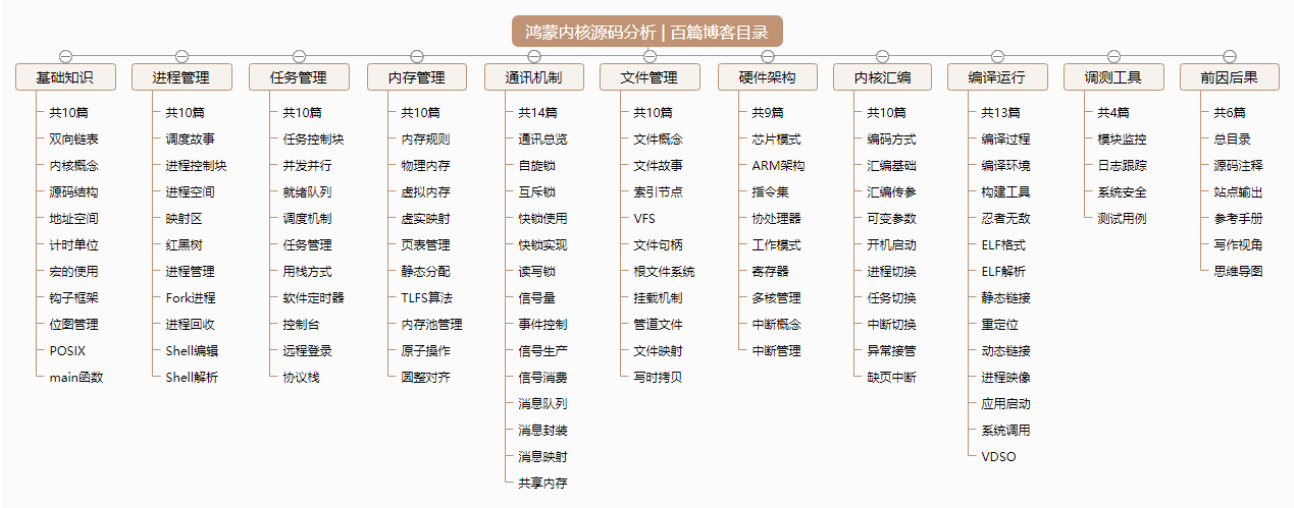 鸿蒙内核源码分析 | 百篇博客目录
基础知识
共10篇
双向链表
内核概念
源码结构
地址空间
计时单位
宏的使用
钩子框架
位图管理
POSIX
main函数
进程管理
共10篇
调度故事
进程控制块
进程空间
映射区
红黑树
进程管理
Fork进程
进程回收
Shell编辑
Shell解析
任务管理
共10篇
任务控制块
并发并行
就绪队列
调度机制
任务管理
用栈方式
软件定时器
控制台
远程登录
协议栈
内存管理
共10篇
内存规则
物理内存
虚拟内存
虚实映射
页表管理
静态分配
TLFS算法
内存池管理
原子操作
圆整对齐
通讯机制
共14篇
通讯总览
自旋锁
互斥锁
快锁使用
快锁实现
读写锁
信号量
事件控制
信号生产
信号消费
消息队列
消息封装
消息映射
共享内存
文件管理
共10篇
文件概念
文件故事
索引节点
VFS
文件句柄
根文件系统
挂载机制
管道文件
文件映射
写时拷贝
硬件架构
共9篇
芯片模式
ARM架构
指令集
协处理器
工作模式
寄存器
多核管理
中断概念
中断管理
内核汇编
共10篇
编码方式
汇编基础
汇编传参
可变参数
开机启动
进程切换
任务切换
中断切换
异常接管
缺页中断
编译运行
共13篇
编译过程
编译环境
构建工具
忍者无敌
ELF格式
ELF解析
静态链接
重定位
动态链接
进程映像
应用启动
系统调用
VDSO
调测工具
共4篇
模块监控
日志跟踪
系统安全
测试用例
前因后果
共6篇
总目录
源码注释
站点输出
参考手册
写作视角
思维导图